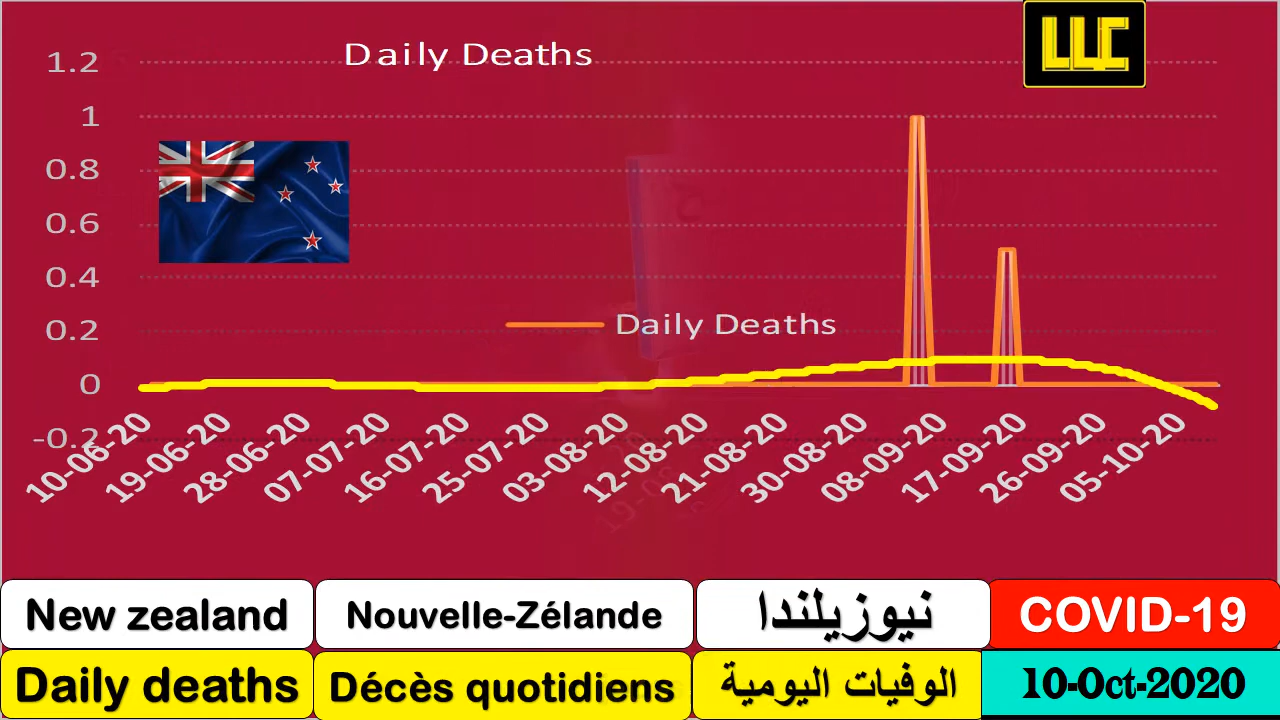 Daily Deaths
LLC
1.2
1
0.8
0.6
0.4
0.2
0
-0.2
Daily Deaths
10-06-20
19-06-20
28-06-20
07-07-20
16-07-20
25-07-20
03-08-20
12-08-20
21-08-20
30-08-20
08-09-20
17-09-20
26-09-20
05-10-20
New zealand
Nouvelle-Zélande
نيوزيلندا
COVID-19
Daily deaths
Décès quotidiens
الوفيات اليومية
10-Oct-2020